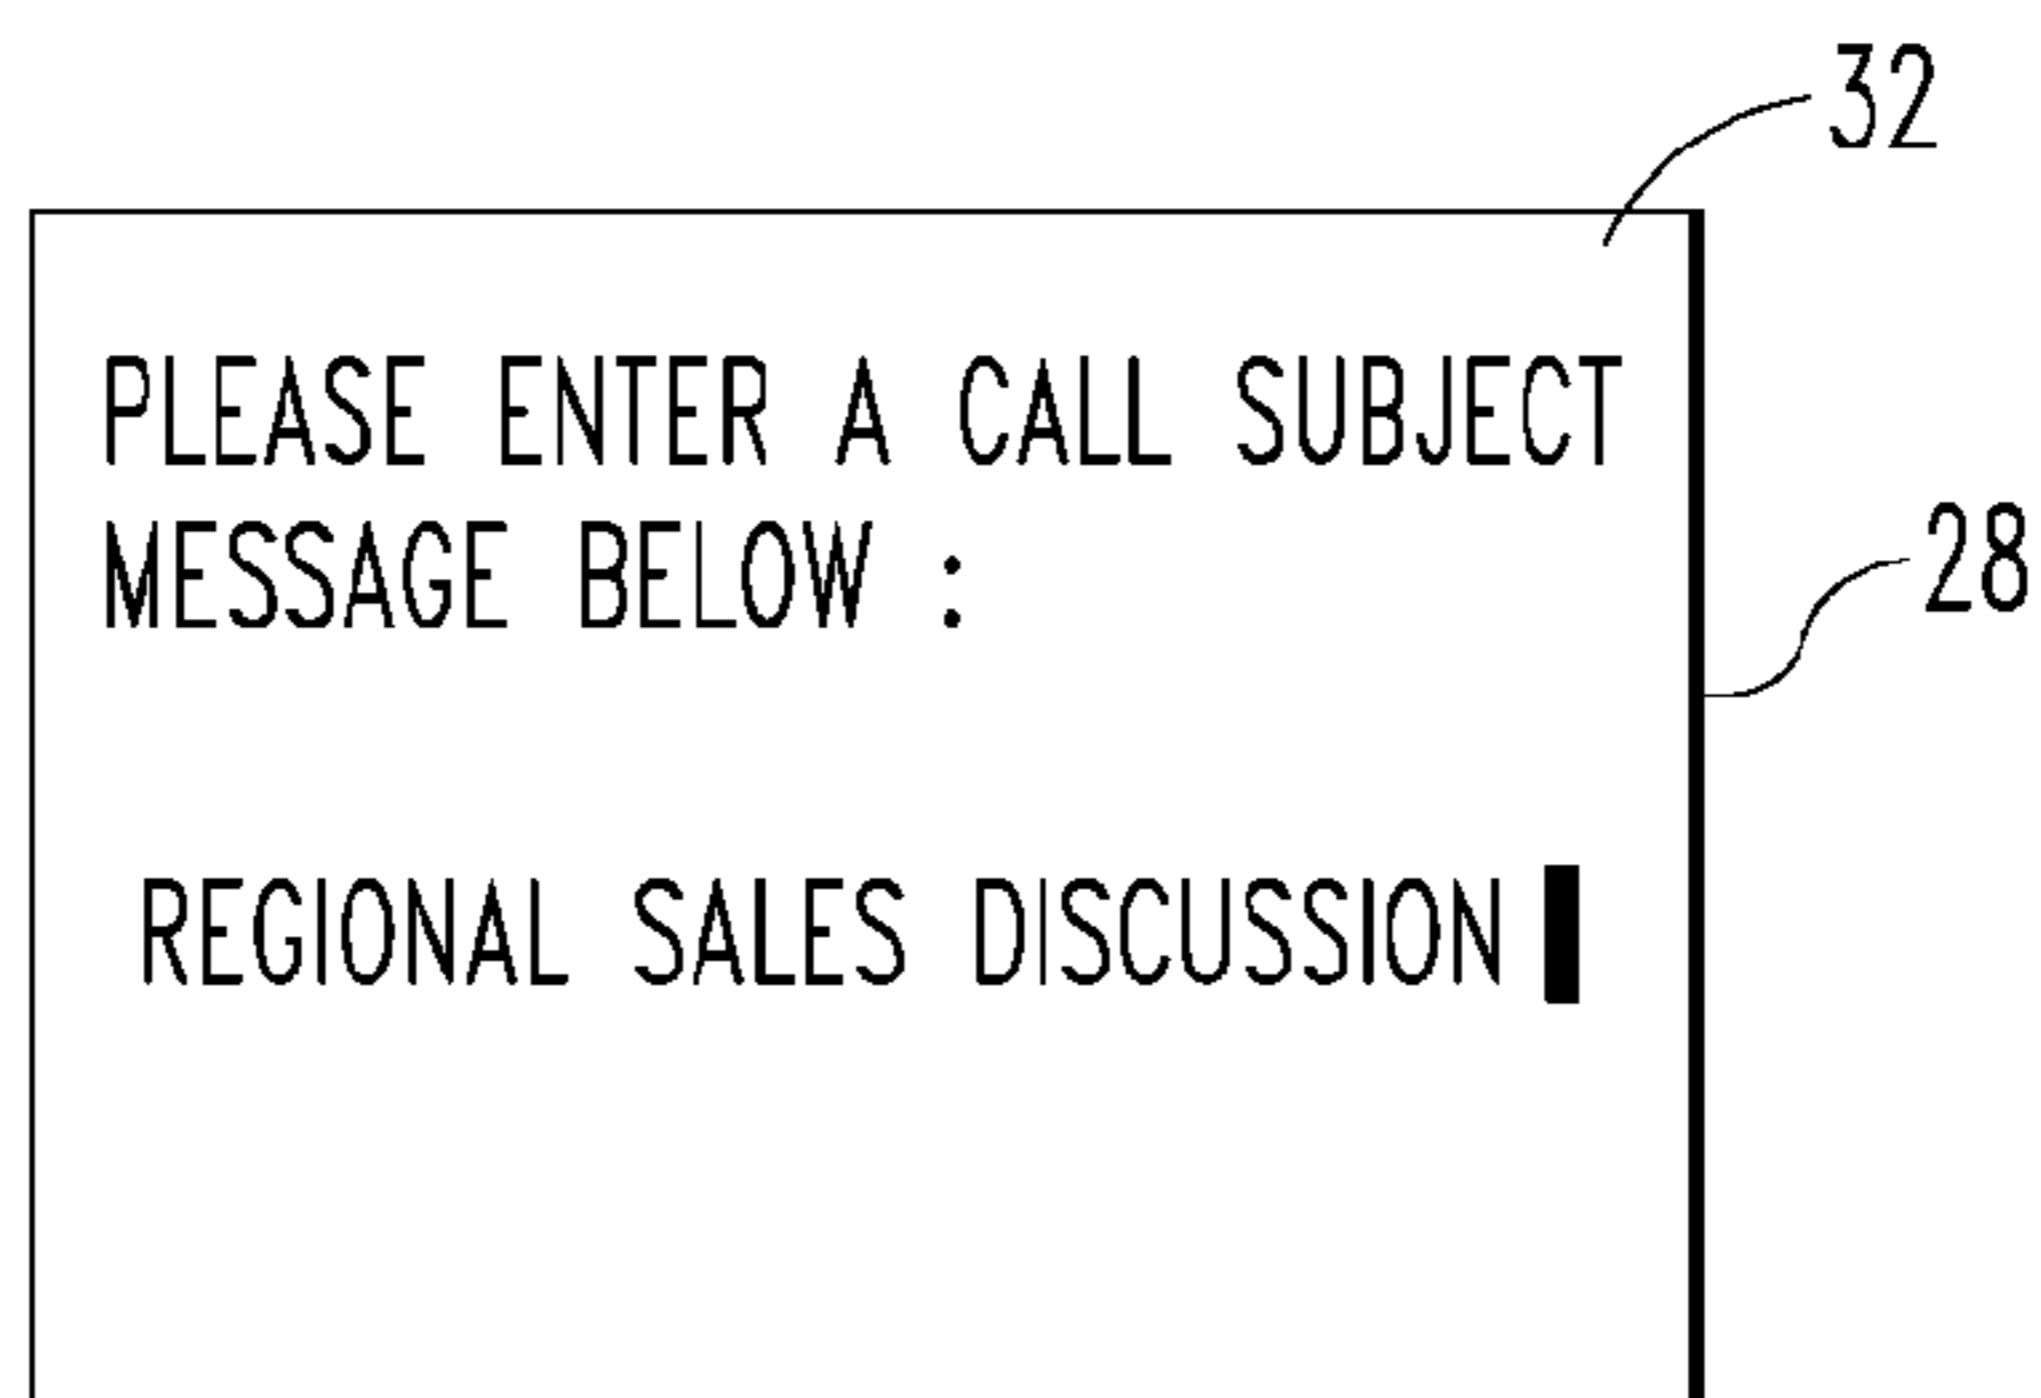 32
PLEASE ENTER A CALL SUBJECT
MESSAGE BELOW :
28
REGIONAL SALES DISCUSSION